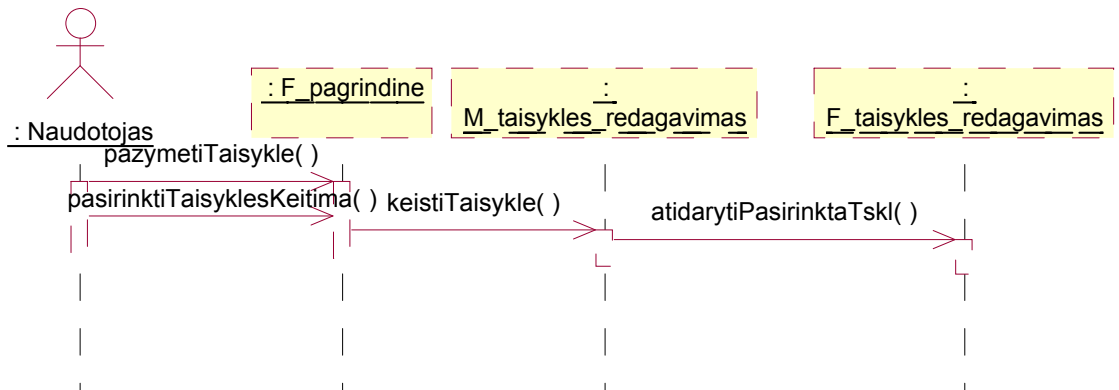 : Naudotojas
: F_pagrindine
:
M_taisykles_redagavimas
:
F_taisykles_redagavimas
pazymetiTaisykle( )
pasirinktiTaisyklesKeitima( )
keistiTaisykle( )
atidarytiPasirinktaTskl( )